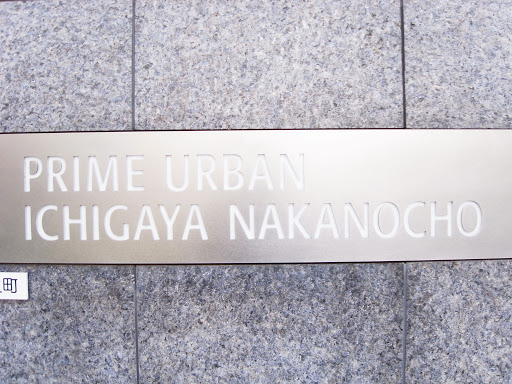 PRIME URBAN
ICHIGAYA NAKANOCHO
町